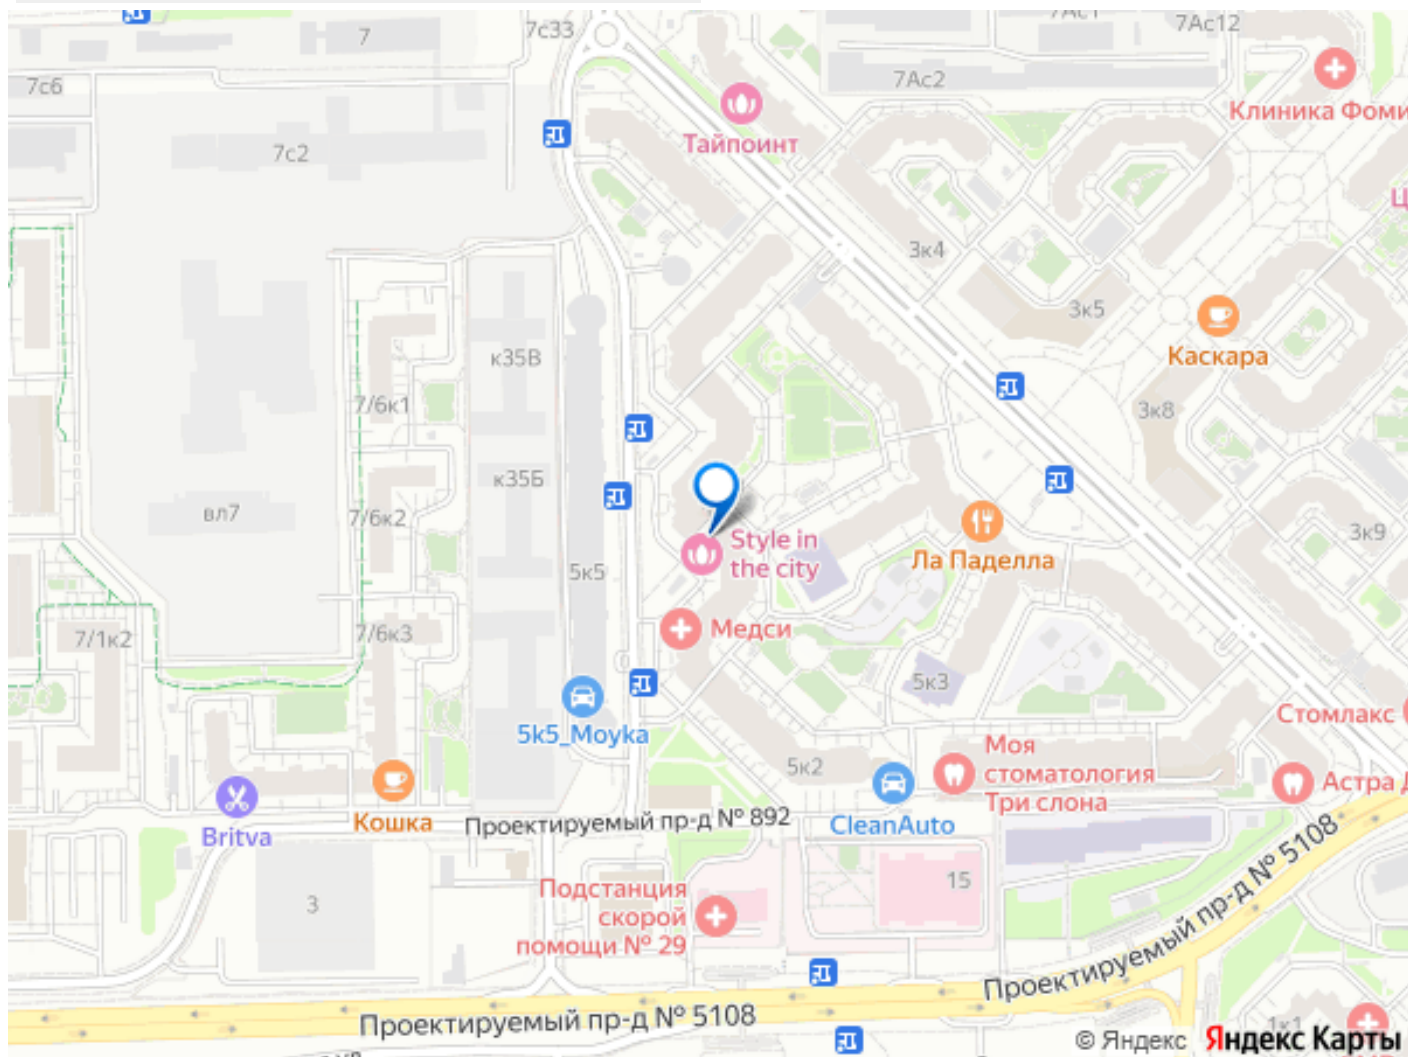 7
7с33
7Ас1
7Ас12
7с6
7Ас2
Клиника Фоми
Тайпоинт
7с2
Ц
3к4
3к5
к35В
Каскара
7/6к1
3к8
к35Б
вл7
7/6к2
3к9
Style in
the city
Ла Паделла
5к5
7/1к2
7/6к3
Медси
5к3
Стомлакс
5k5_Moyka
Моя
стоматология
Три слона
5к2
Астра Д
Britva
Кошка
Проектируемый пр-д № 892
CleanAuto
3
Подстанция
скорой
помощи № 29
15
Проектируемый пр-д № 5108
Проектируемый пр-д № 5108
1к1
© Яндекс Яндекс Карты